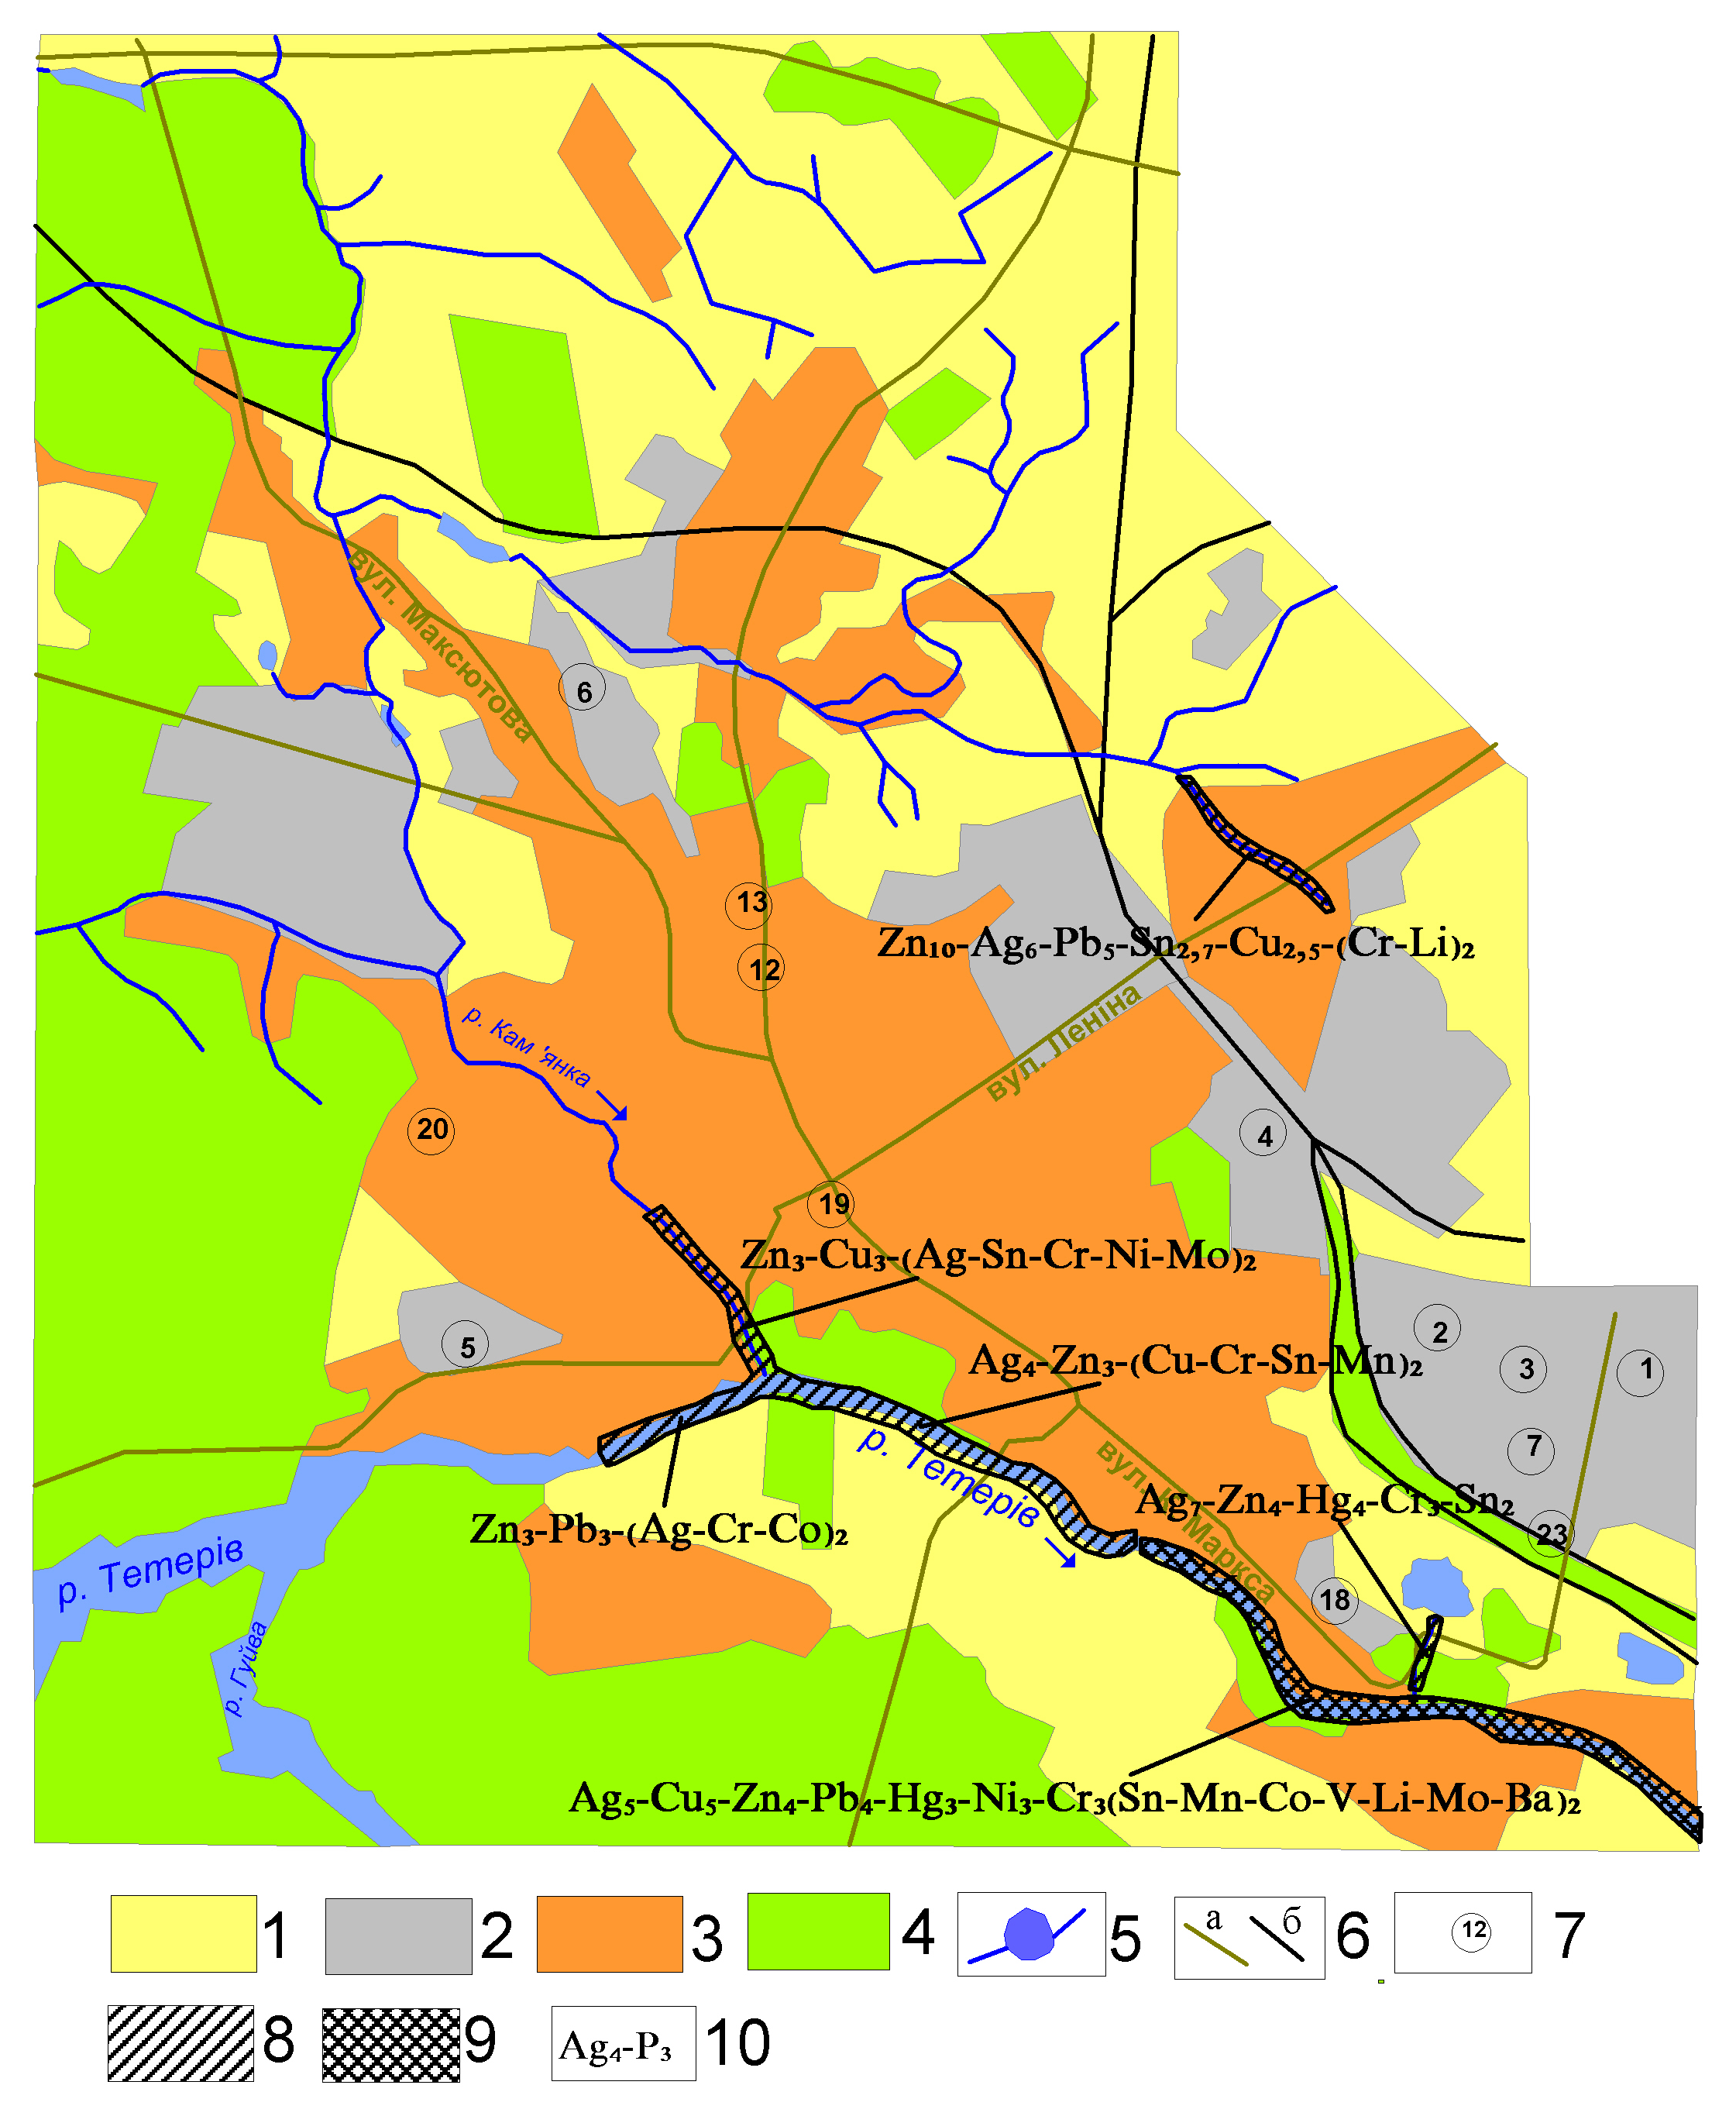 вул. Максютова
6
13
12
Zn₁₀-Ag₆-Pb₅-Sn₂,₇-Cu₂,₅-(Cr-Li)₂
вул. Леніна
р. Кам'янка
20
4
19
Zn₃-Cu₃-(Ag-Sn-Cr-Ni-Mo)₂
5
2
3
1
Ag₄-Zn₃-(Cu-Cr-Sn-Mn)₂
7
р. Тетерів
вул. К. Маркса
Ag₇-Zn₄-Hg₄-Cr₃-Sn₂
Zn₃-Pb₃-(Ag-Cr-Co)₂
23
р. Тетерів
18
р. Гуйва
Ag₅-Cu₅-Zn₄-Pb₄-Hg₃-Ni₃-Cr₃(Sn-Mn-Co-V-Li-Mo-Ba)₂
1
2
3
4
5
а б 6
12 7
8
9
Ag₄-P₃ 10